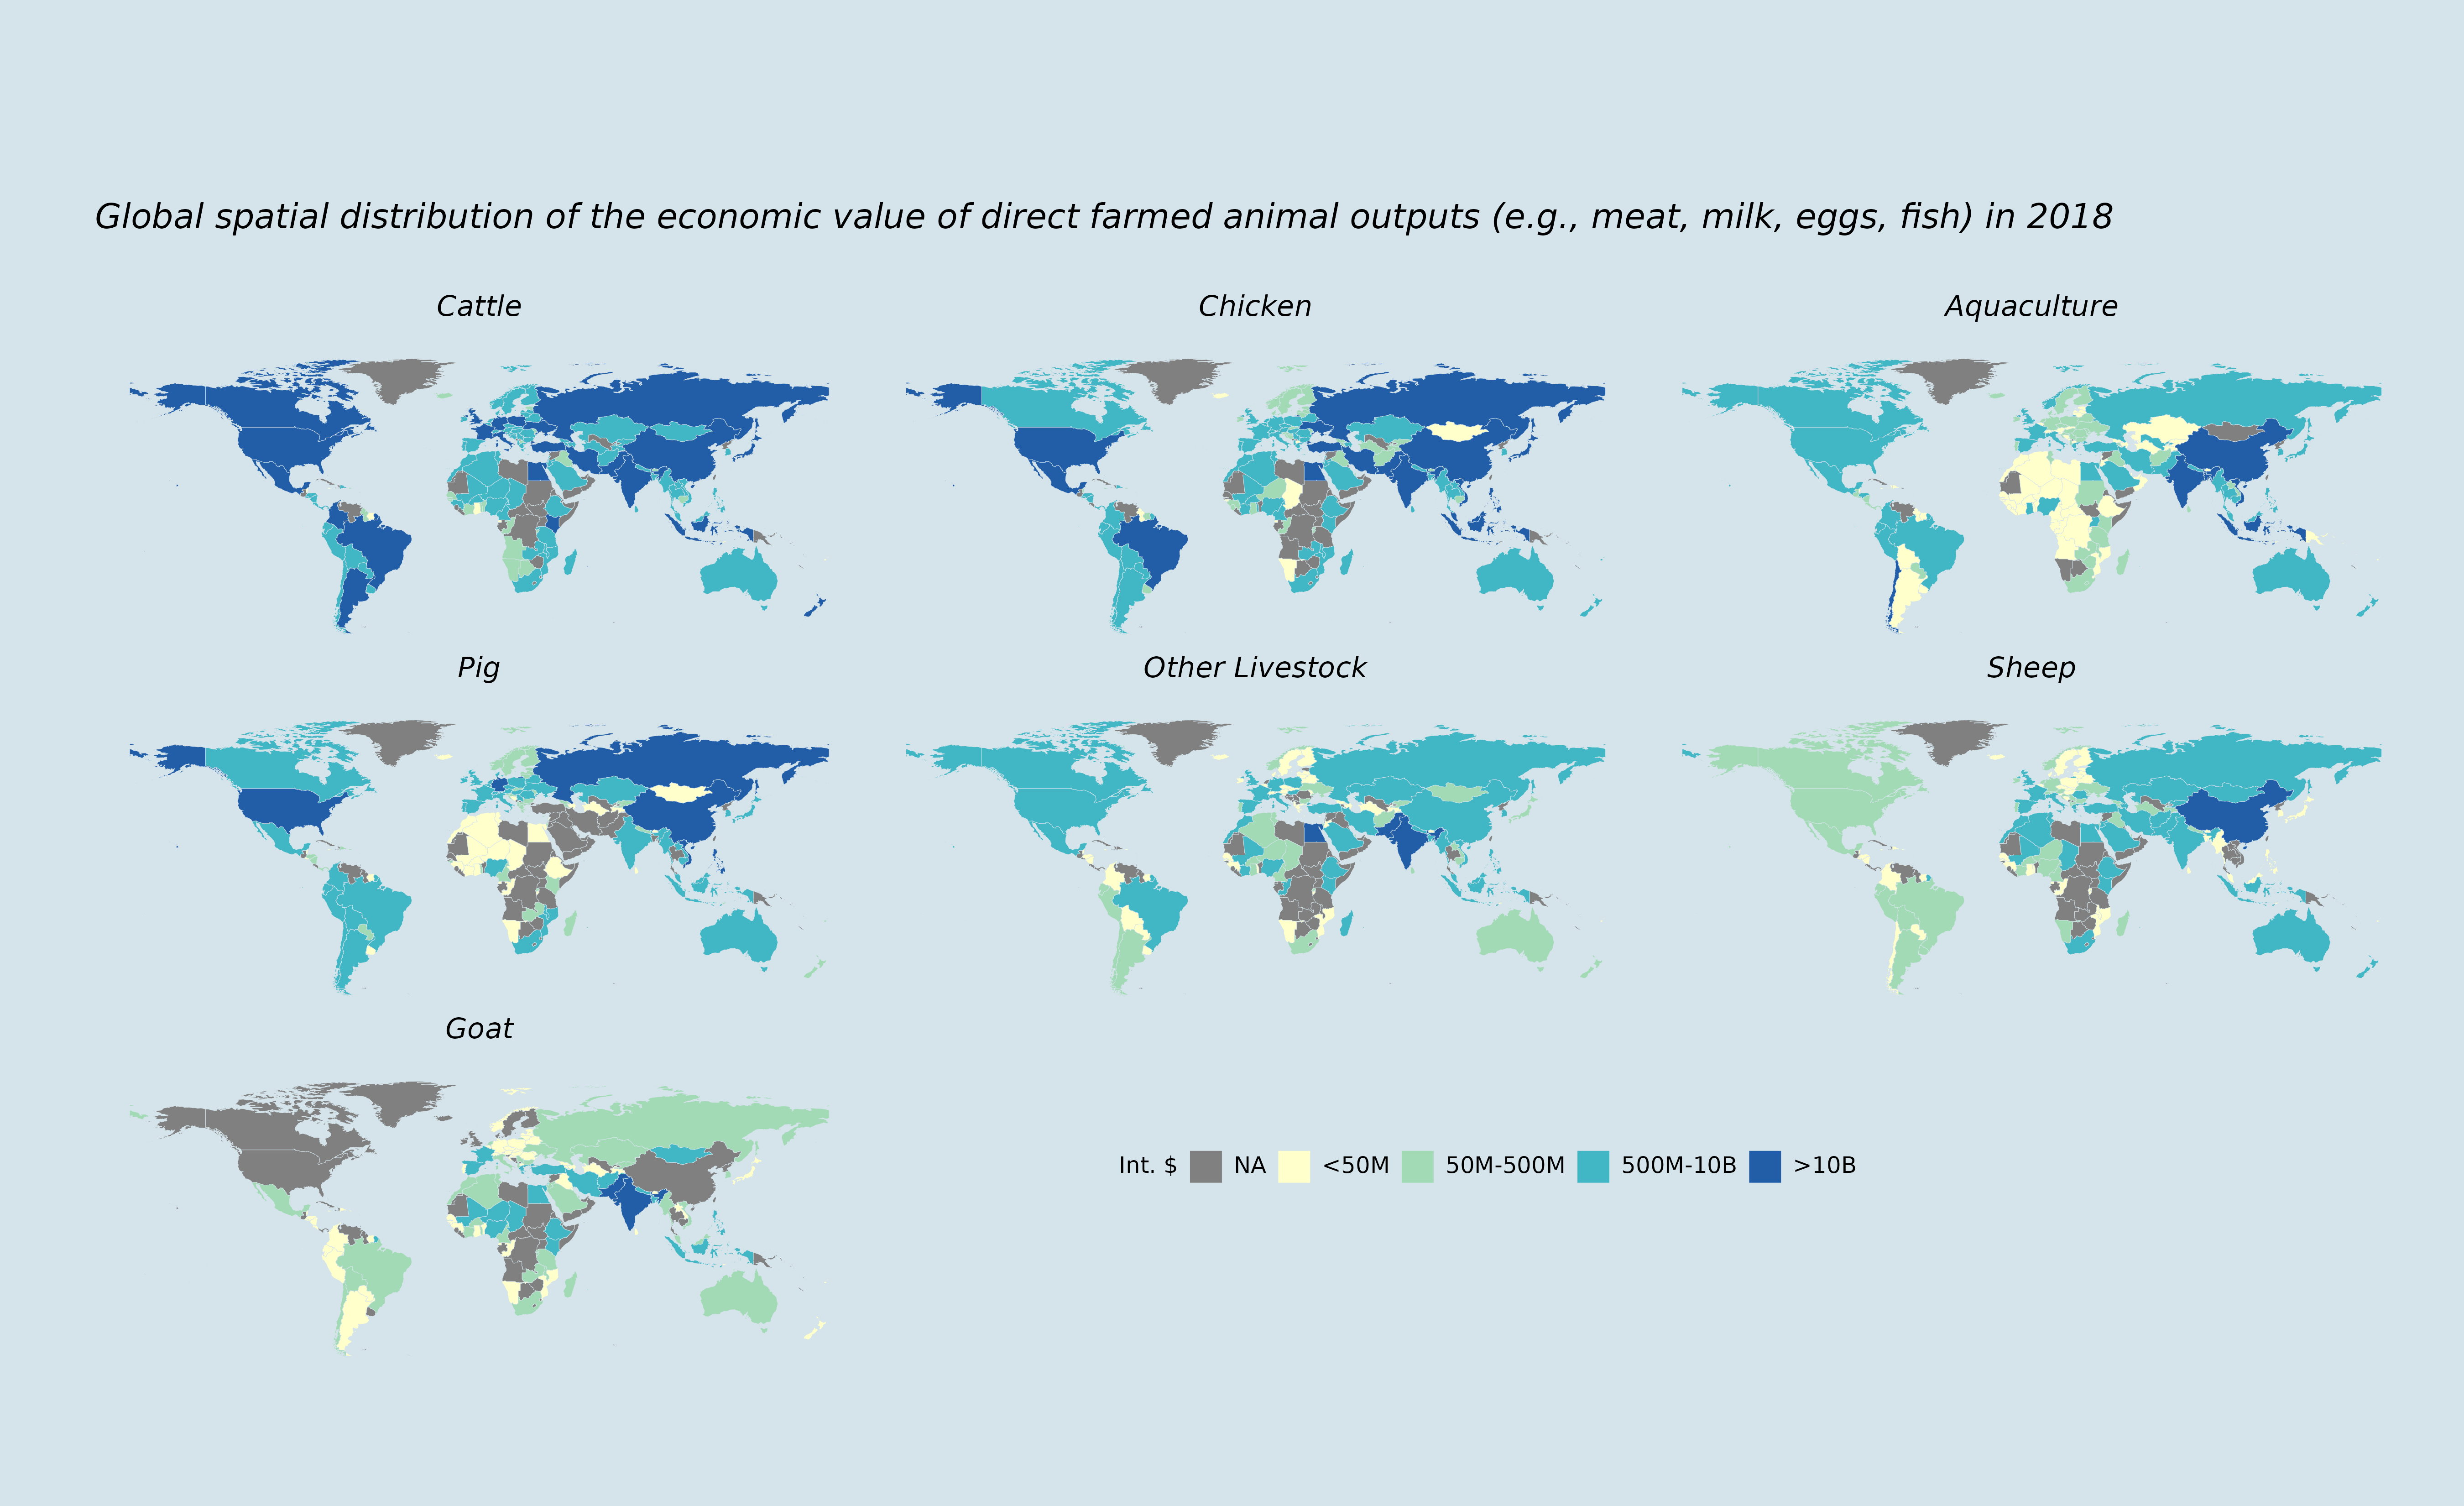 Global spatial distribution of the economic value of direct farmed animal outputs (e.g., meat, milk, eggs, fish) in 2018
Cattle
Chicken
Aquaculture
Pig
Other Livestock
Sheep
Goat
Int. $ NA <50M 50M-500M 500M-10B >10B